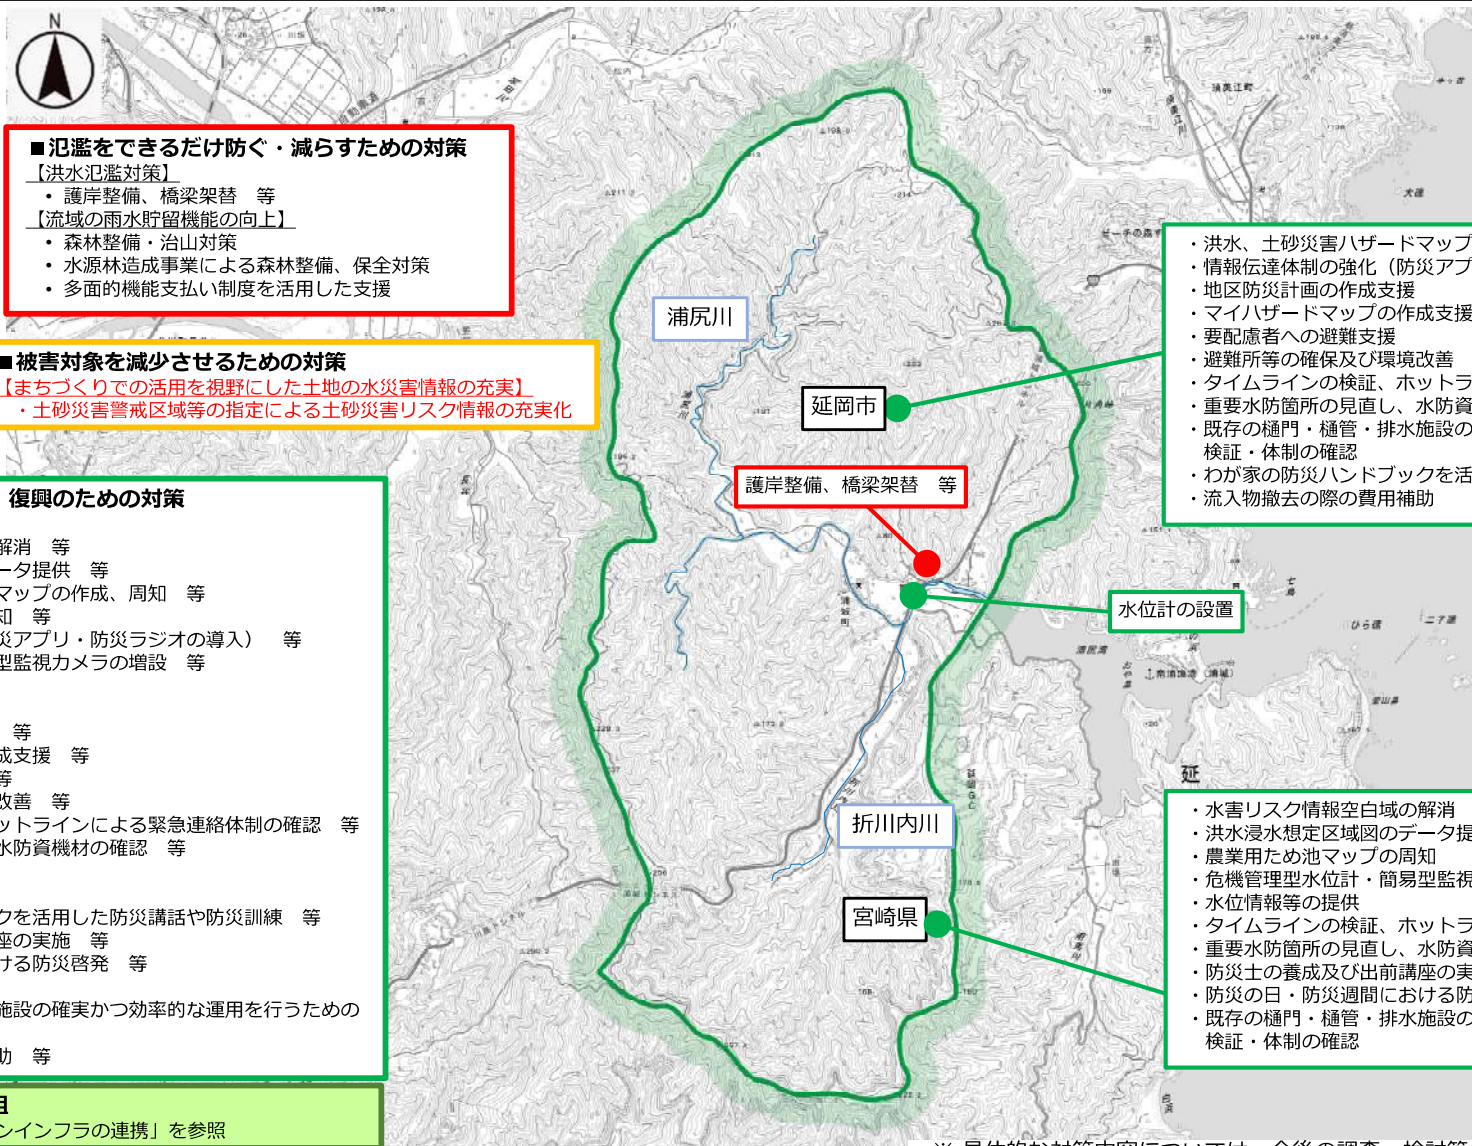 N
■氾濫をできるだけ防ぐ・減らすための対策
【洪水氾濫対策】
・ 護岸整備、橋梁架替　等
【流域の雨水貯留機能の向上】
・ 森林整備・治山対策
・ 水源林造成事業による森林整備、保全対策
・ 多面的機能支払い制度を活用した支援
■被害対象を減少させるための対策
【まちづくりでの活用を視野にした土地の水災害情報の充実】
・土砂災害警戒区域等の指定による土砂災害リスク情報の充実化
復興のための対策
解消　等
ータ提供　等
マップの作成、周知　等
知　等
災アプリ・防災ラジオの導入）　等
型監視カメラの増設　等
等
成支援　等
等
改善　等
ットラインによる緊急連絡体制の確認　等
水防資機材の確認　等
クを活用した防災講話や防災訓練　等
座の実施　等
ける防災啓発　等
施設の確実かつ効率的な運用を行うための
助　等
ンインフラの連携」を参照
浦尻川
延岡市
護岸整備、橋梁架替　等
水位計の設置
折川内川
宮崎県
・洪水、土砂災害ハザードマップ
・情報伝達体制の強化（防災アプ
・地区防災計画の作成支援
・マイハザードマップの作成支援
・要配慮者への避難支援
・避難所等の確保及び環境改善
・タイムラインの検証、ホットラ
・重要水防箇所の見直し、水防資
・既存の樋門・樋管・排水施設の
検証・体制の確認
・わが家の防災ハンドブックを活
・流入物撤去の際の費用補助
須美江町
大碆
七島
ひら碆
二子碆
浦尻湾
延
・水害リスク情報空白域の解消
・洪水浸水想定区域図のデータ提
・農業用ため池マップの周知
・危機管理型水位計・簡易型監視
・水位情報等の提供
・タイムラインの検証、ホットラ
・重要水防箇所の見直し、水防資
・防災士の養成及び出前講座の実
・防災の日・防災週間における防
・既存の樋門・樋管・排水施設の
検証・体制の確認